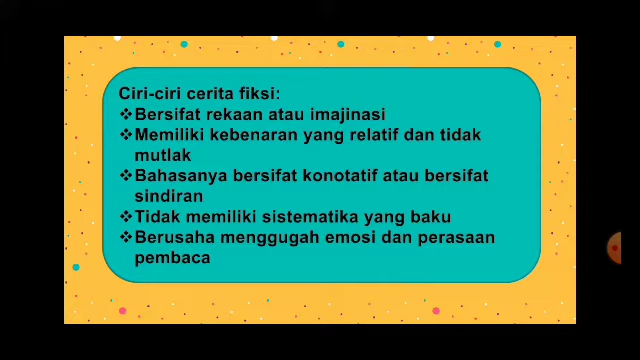 Ciri-ciri cerita fiksi:
❖Bersifat rekaan atau imajinasi
❖Memiliki kebenaran yang relatif dan tidak
mutlak
❖Bahasanya bersifat konotatif atau bersifat
sindiran
❖Tidak memiliki sistematika yang baku
❖Berusaha menggugah emosi dan perasaan
pembaca